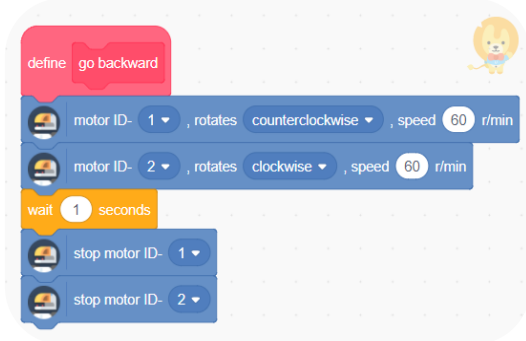 define go backward
motor ID- 1 , rotates counterclockwise , speed 60 r/min
motor ID- 2 , rotates clockwise , speed 60 r/min
wait 1 seconds
stop motor ID- 1
stop motor ID- 2